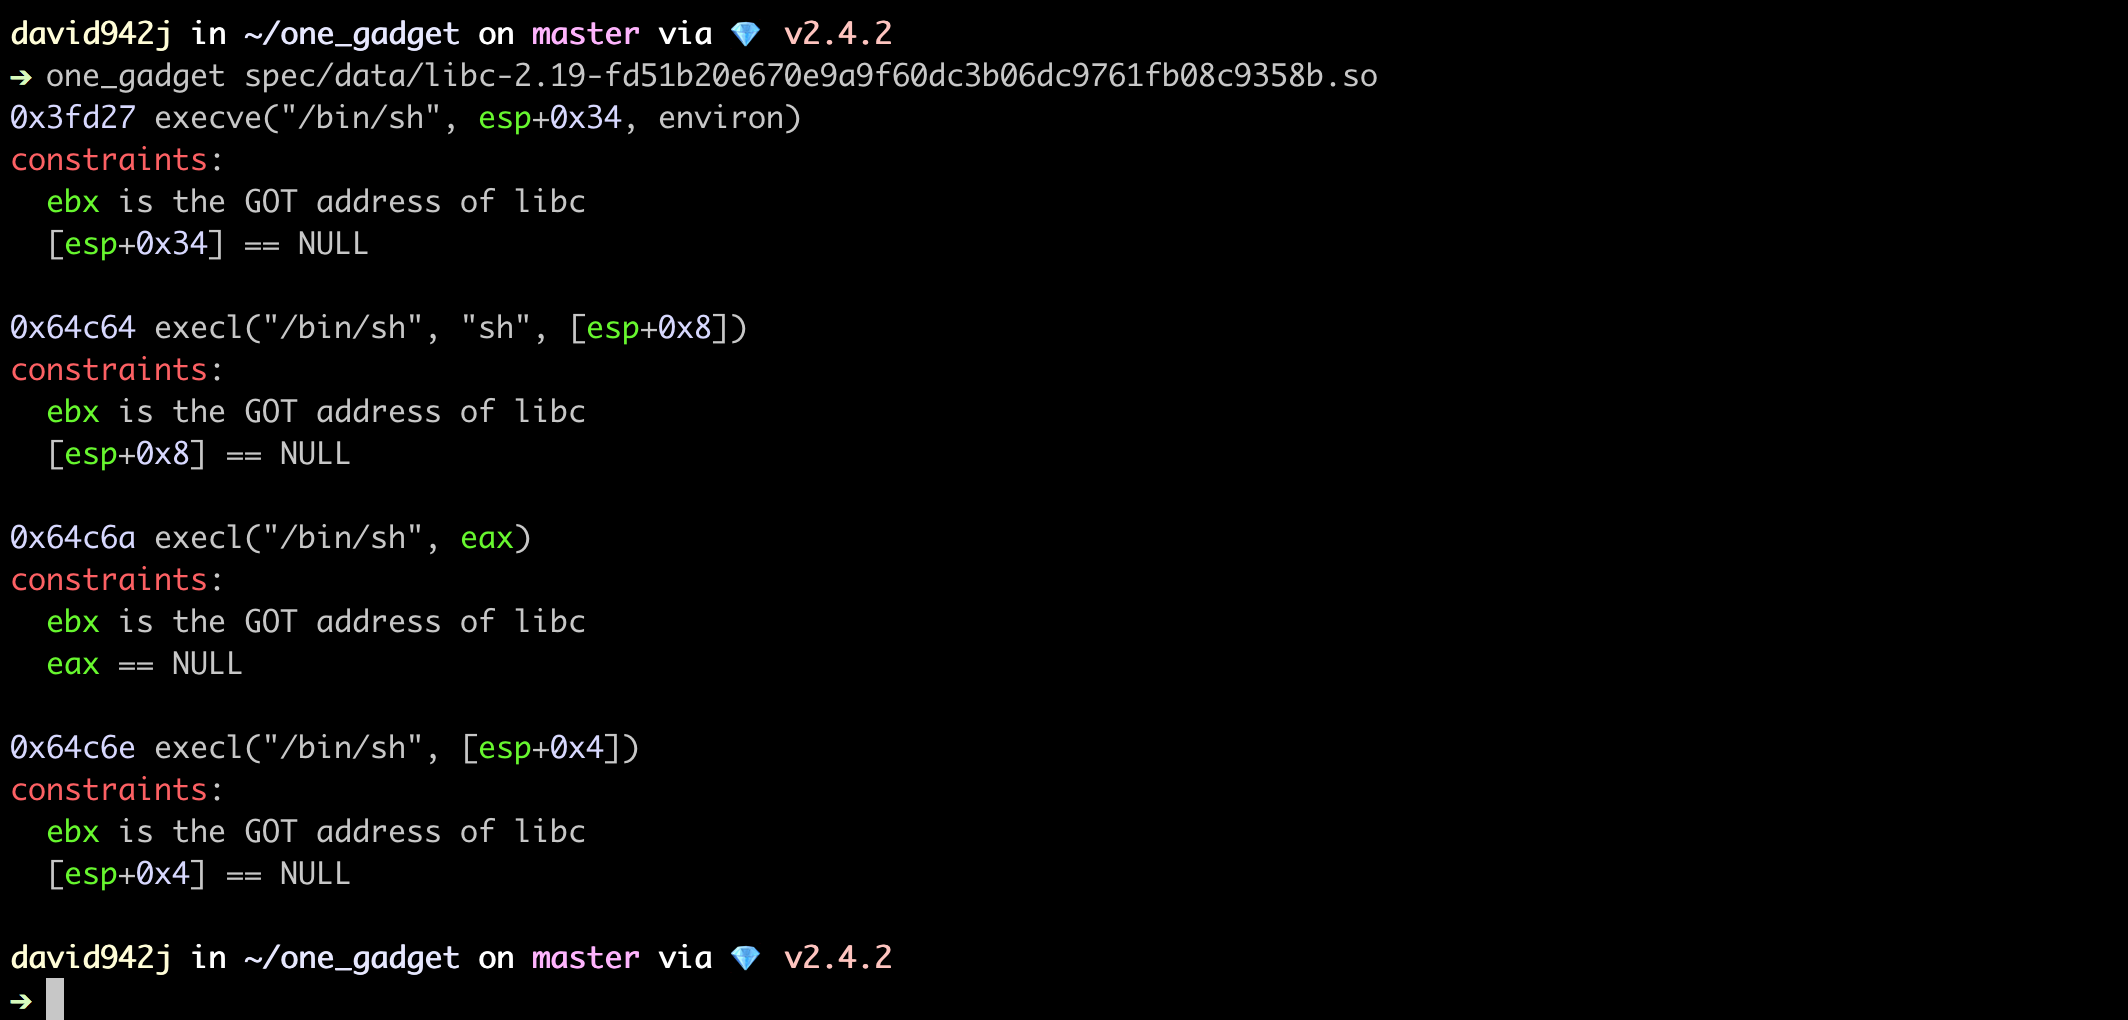 david942j in ~/one_gadget on master via 💎 v2.4.2
➔ one_gadget spec/data/libc-2.19-fd51b20e670e9a9f60dc3b06dc9761fb08c9358b.so
0x3fd27 execve("/bin/sh", esp+0x34, environ)
constraints:
  ebx is the GOT address of libc
  [esp+0x34] == NULL

0x64c64 execl("/bin/sh", "sh", [esp+0x8])
constraints:
  ebx is the GOT address of libc
  [esp+0x8] == NULL

0x64c6a execl("/bin/sh", eax)
constraints:
  ebx is the GOT address of libc
  eax == NULL

0x64c6e execl("/bin/sh", [esp+0x4])
constraints:
  ebx is the GOT address of libc
  [esp+0x4] == NULL

david942j in ~/one_gadget on master via 💎 v2.4.2
➔